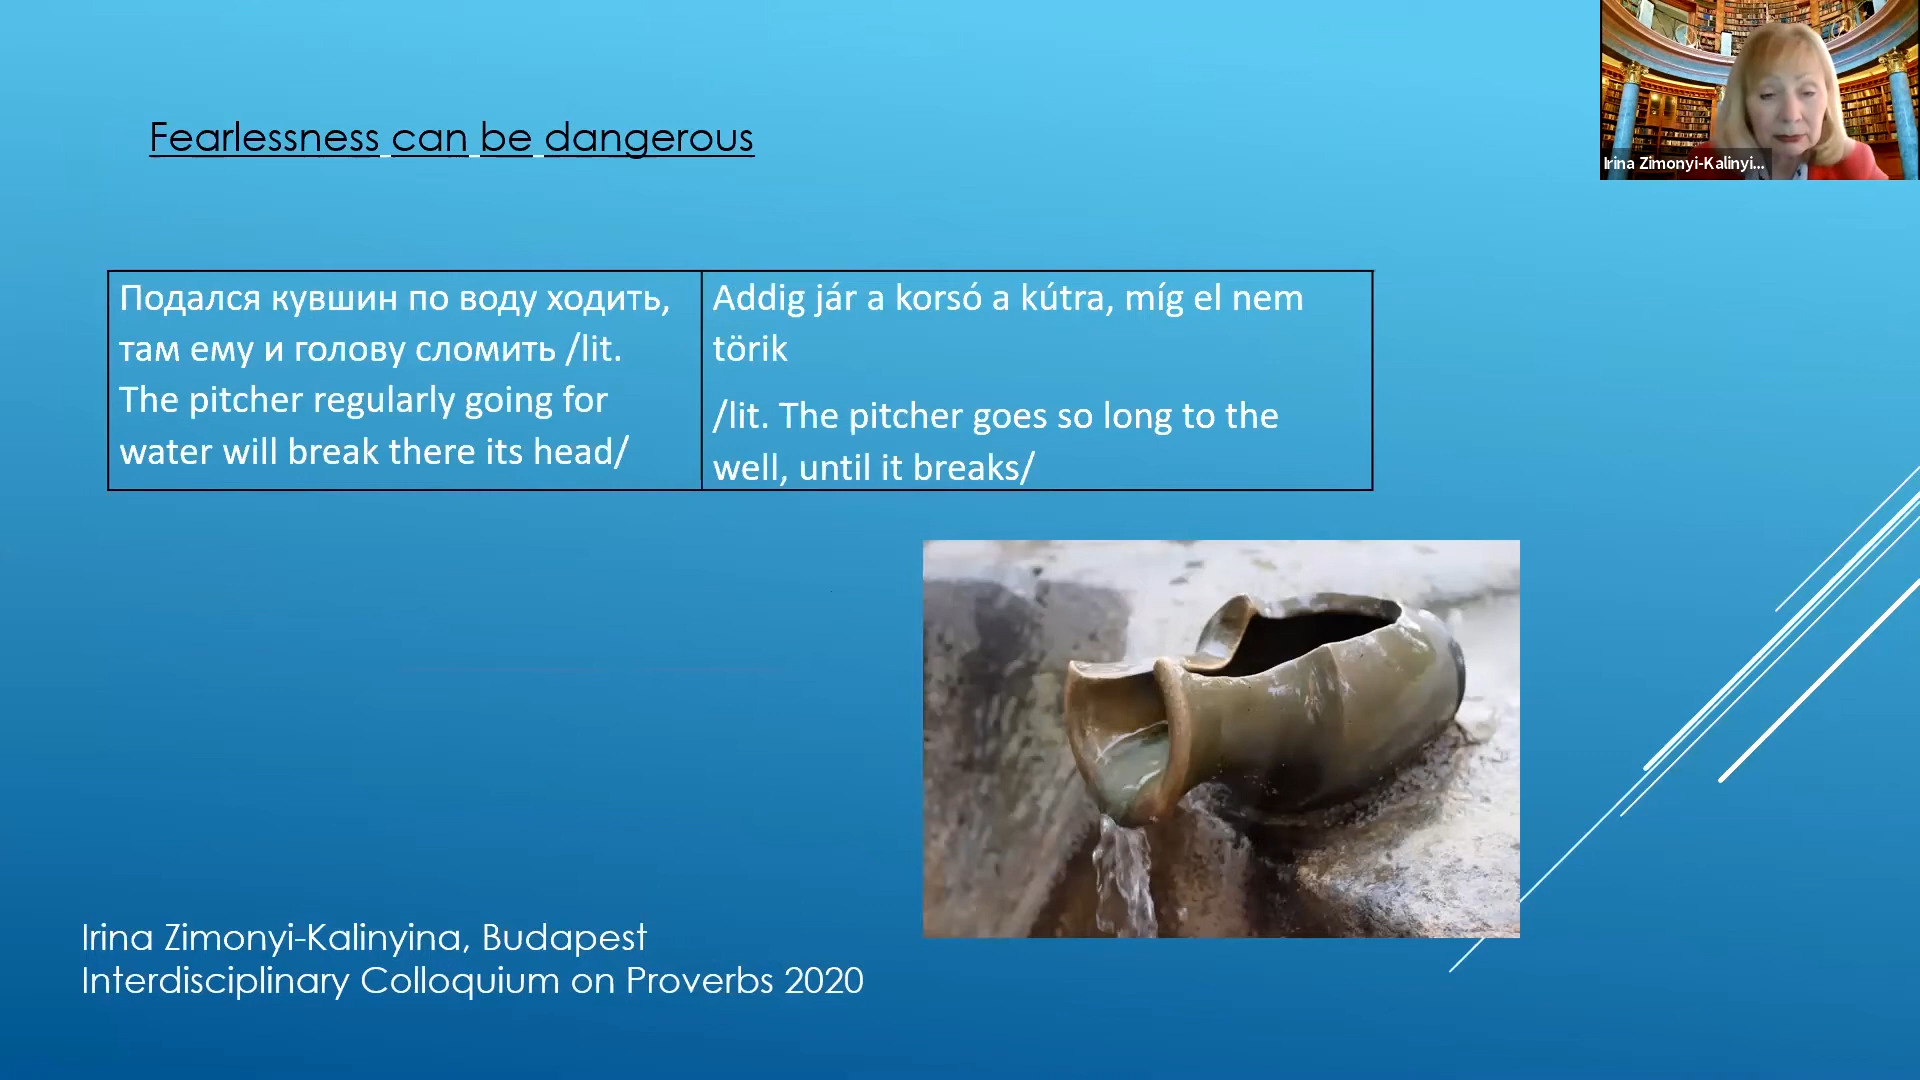 Fearlessness can be dangerous
Подался кувшин по воду ходить,
там ему и голову сломить /lit.
The pitcher regularly going for
water will break there its head/
Addig jár a korsó a kútra, míg el nem
törik
/lit. The pitcher goes so long to the
well, until it breaks/
Irina Zimonyi-Kalinyina, Budapest
Interdisciplinary Colloquium on Proverbs 2020
Irina Zimonyi-Kalinyi...